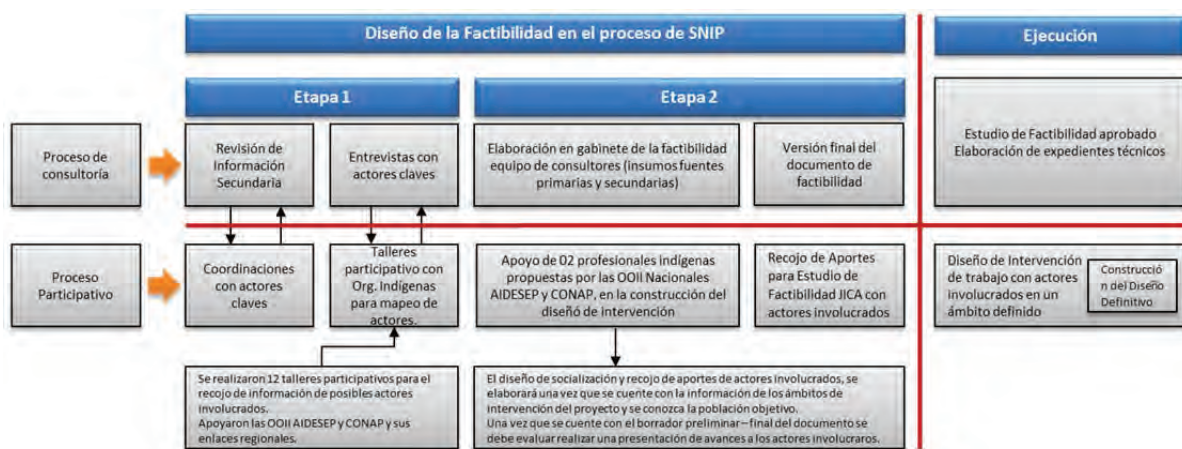 Diseño de la Factibilidad en el proceso de SNIP
Ejecución
Etapa 1
Etapa 2
Proceso de
consultoría
Revisión de
Información
Secundaria
Entrevistas con
actores claves
Elaboración en gabinete de la factibilidad
equipo de consultores (insumos fuentes
primarias y secundarias)
Versión final del
documento de
factibilidad
Estudio de Factibilidad aprobado
Elaboración de expedientes técnicos
Proceso
Participativo
Coordinaciones
con actores
claves
Talleres
participativo con
Org. Indígenas
para mapeo de
actores.
Apoyo de 02 profesionales indígenas
propuestas por las OOII Nacionales
AIDESEP y CONAP, en la construcción del
diseñó de intervención
Recojo de Aportes
para Estudio de
Factibilidad JICA con
actores involucrados
Diseño de Intervención
de trabajo con actores
involucrados en un
ámbito definido
Construcció
n del Diseño
Definitivo
Se realizaron 12 talleres participativos para el
recojo de información de posibles actores
involucrados.
Apoyaron las OOII AIDESEP y CONAP y sus
enlaces regionales.
El diseño de socialización y recojo de aportes de actores involucrados, se
elaborará una vez que se cuente con la información de los ámbitos de
intervención del proyecto y se conozca la población objetivo.
Una vez que se cuente con el borrador preliminar – final del documento se
debe evaluar realizar una presentación de avances a los actores involucraros.